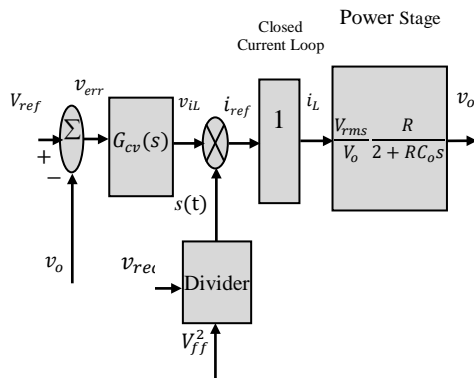 Power Stage
Closed
Current Loop
V_ref
v_err
v_iL
i_ref
i_L
v_o
Σ
G_cv(s)
1
V_rms/V_o R/(2 + RC_o s)
+
−
s(t)
v_o
v_rec
Divider
V_ff^2